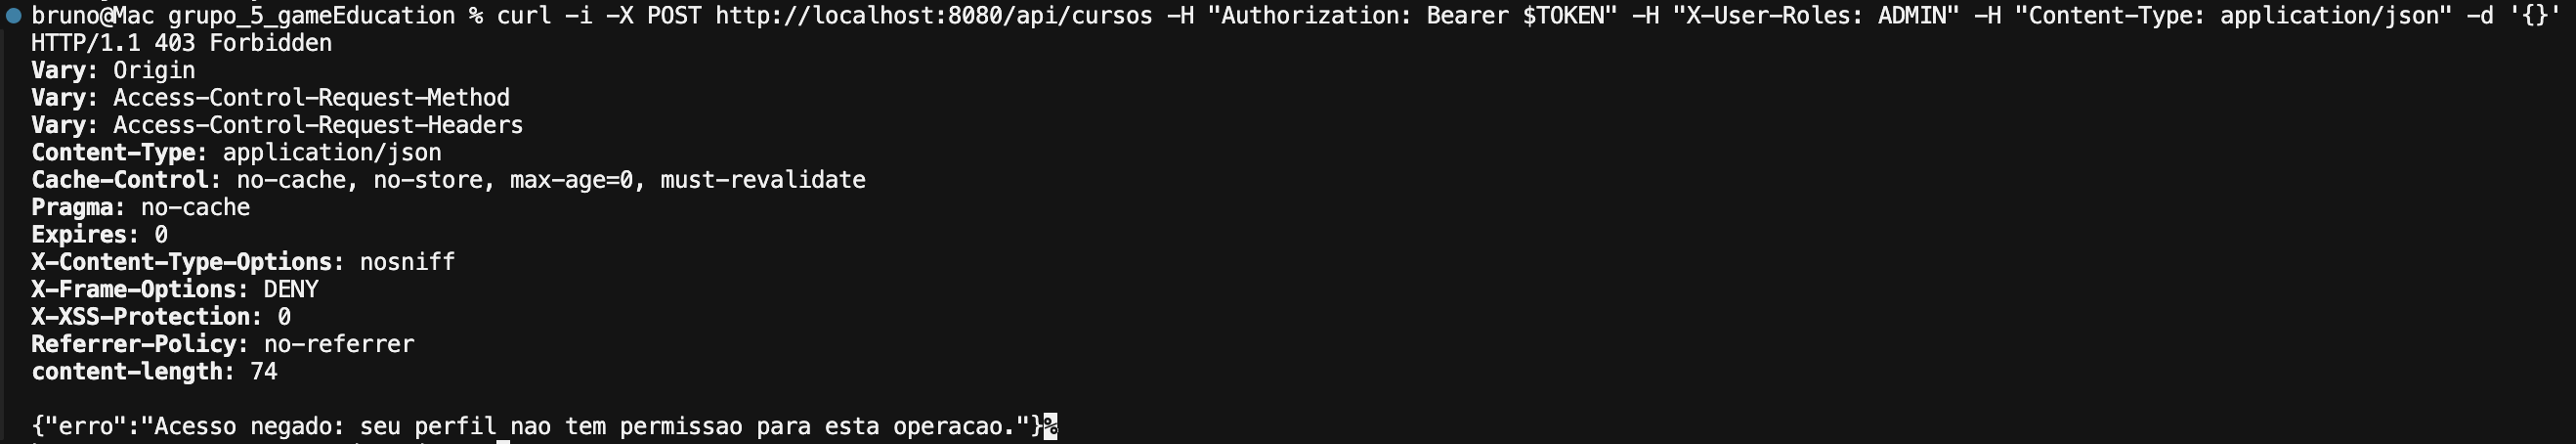 bruno@Mac grupo_5_gameEducation % curl -i -X POST http://localhost:8080/api/cursos -H "Authorization: Bearer $TOKEN" -H "X-User-Roles: ADMIN" -H "Content-Type: application/json" -d '{}'
HTTP/1.1 403 Forbidden
Vary: Origin
Vary: Access-Control-Request-Method
Vary: Access-Control-Request-Headers
Content-Type: application/json
Cache-Control: no-cache, no-store, max-age=0, must-revalidate
Pragma: no-cache
Expires: 0
X-Content-Type-Options: nosniff
X-Frame-Options: DENY
X-XSS-Protection: 0
Referrer-Policy: no-referrer
content-length: 74
{"erro":"Acesso negado: seu perfil nao tem permissao para esta operacao."}%